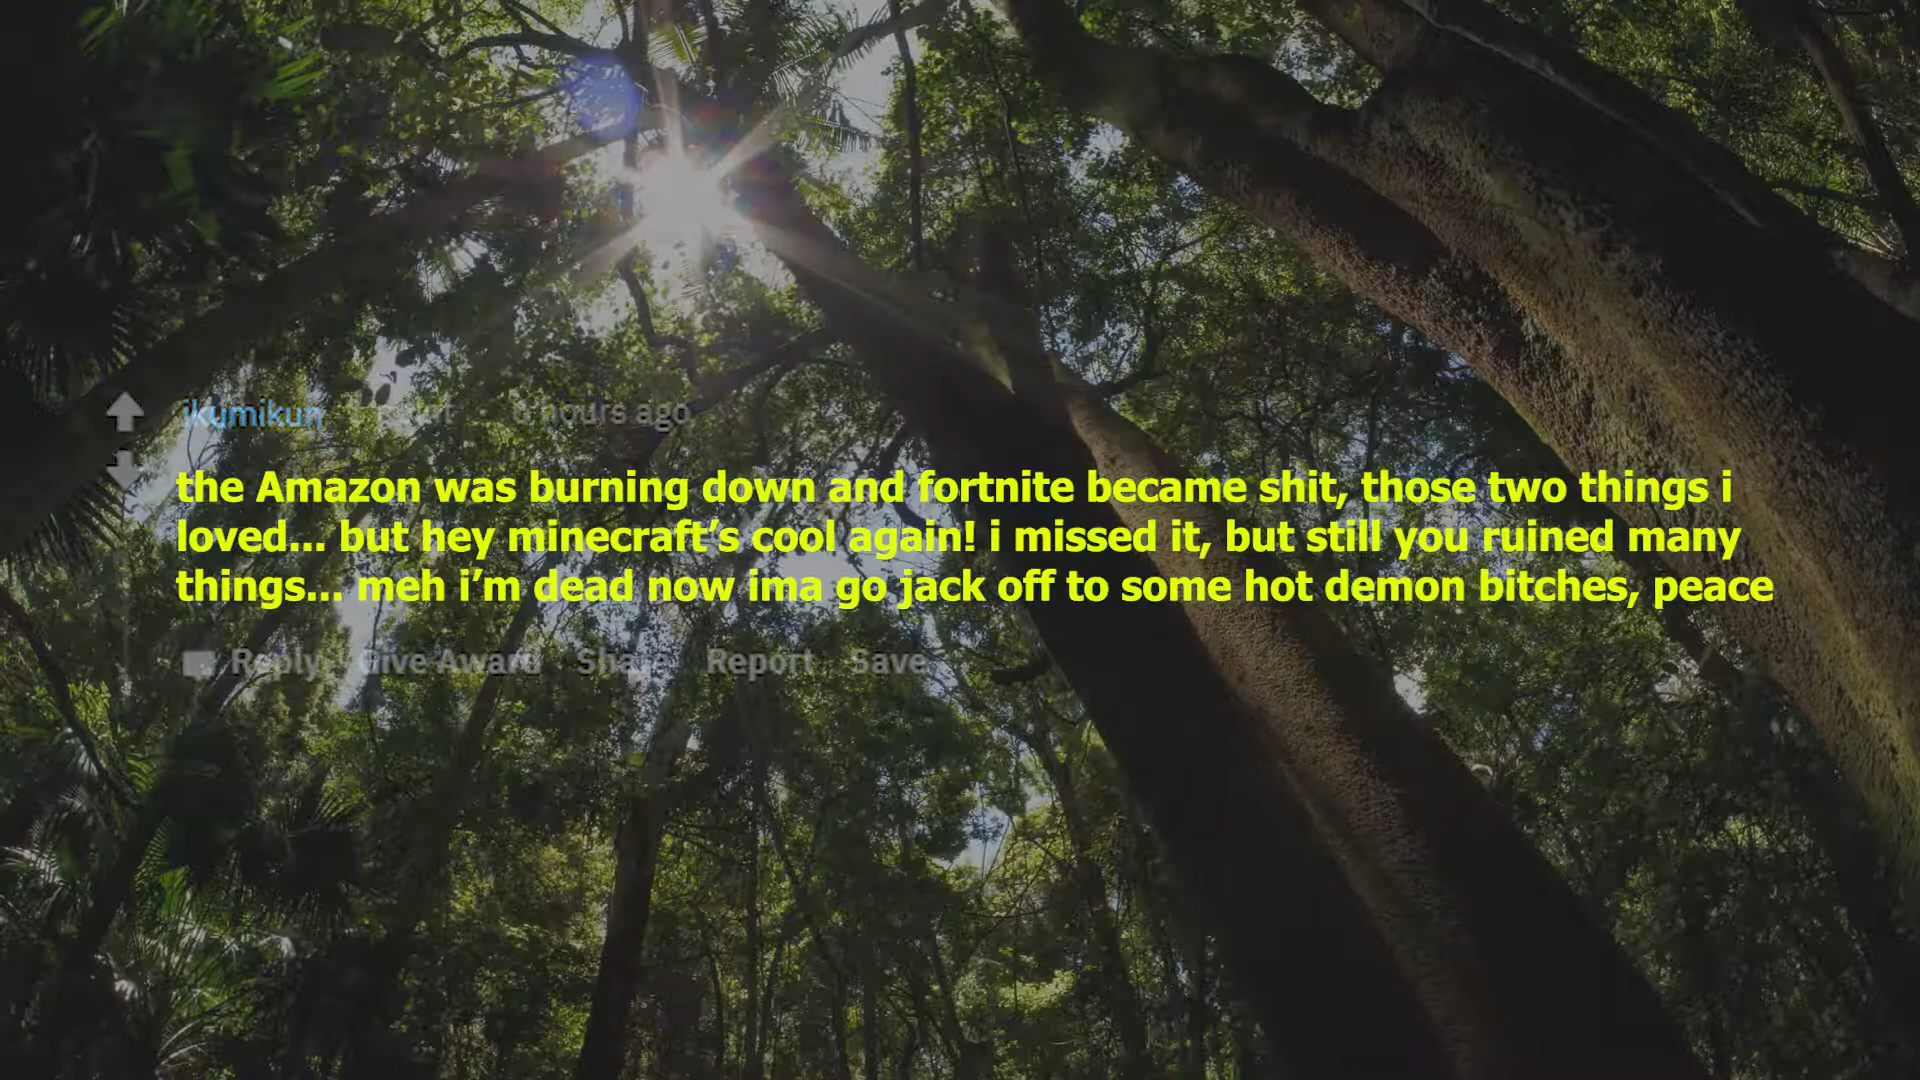 ikumikun hours ago
the Amazon was burning down and fortnite became shit, those two things i
loved... but hey minecraft’s cool again! i missed it, but still you ruined many
things... meh i’m dead now ima go jack off to some hot demon bitches, peace
Reply Give Award Share Report Save